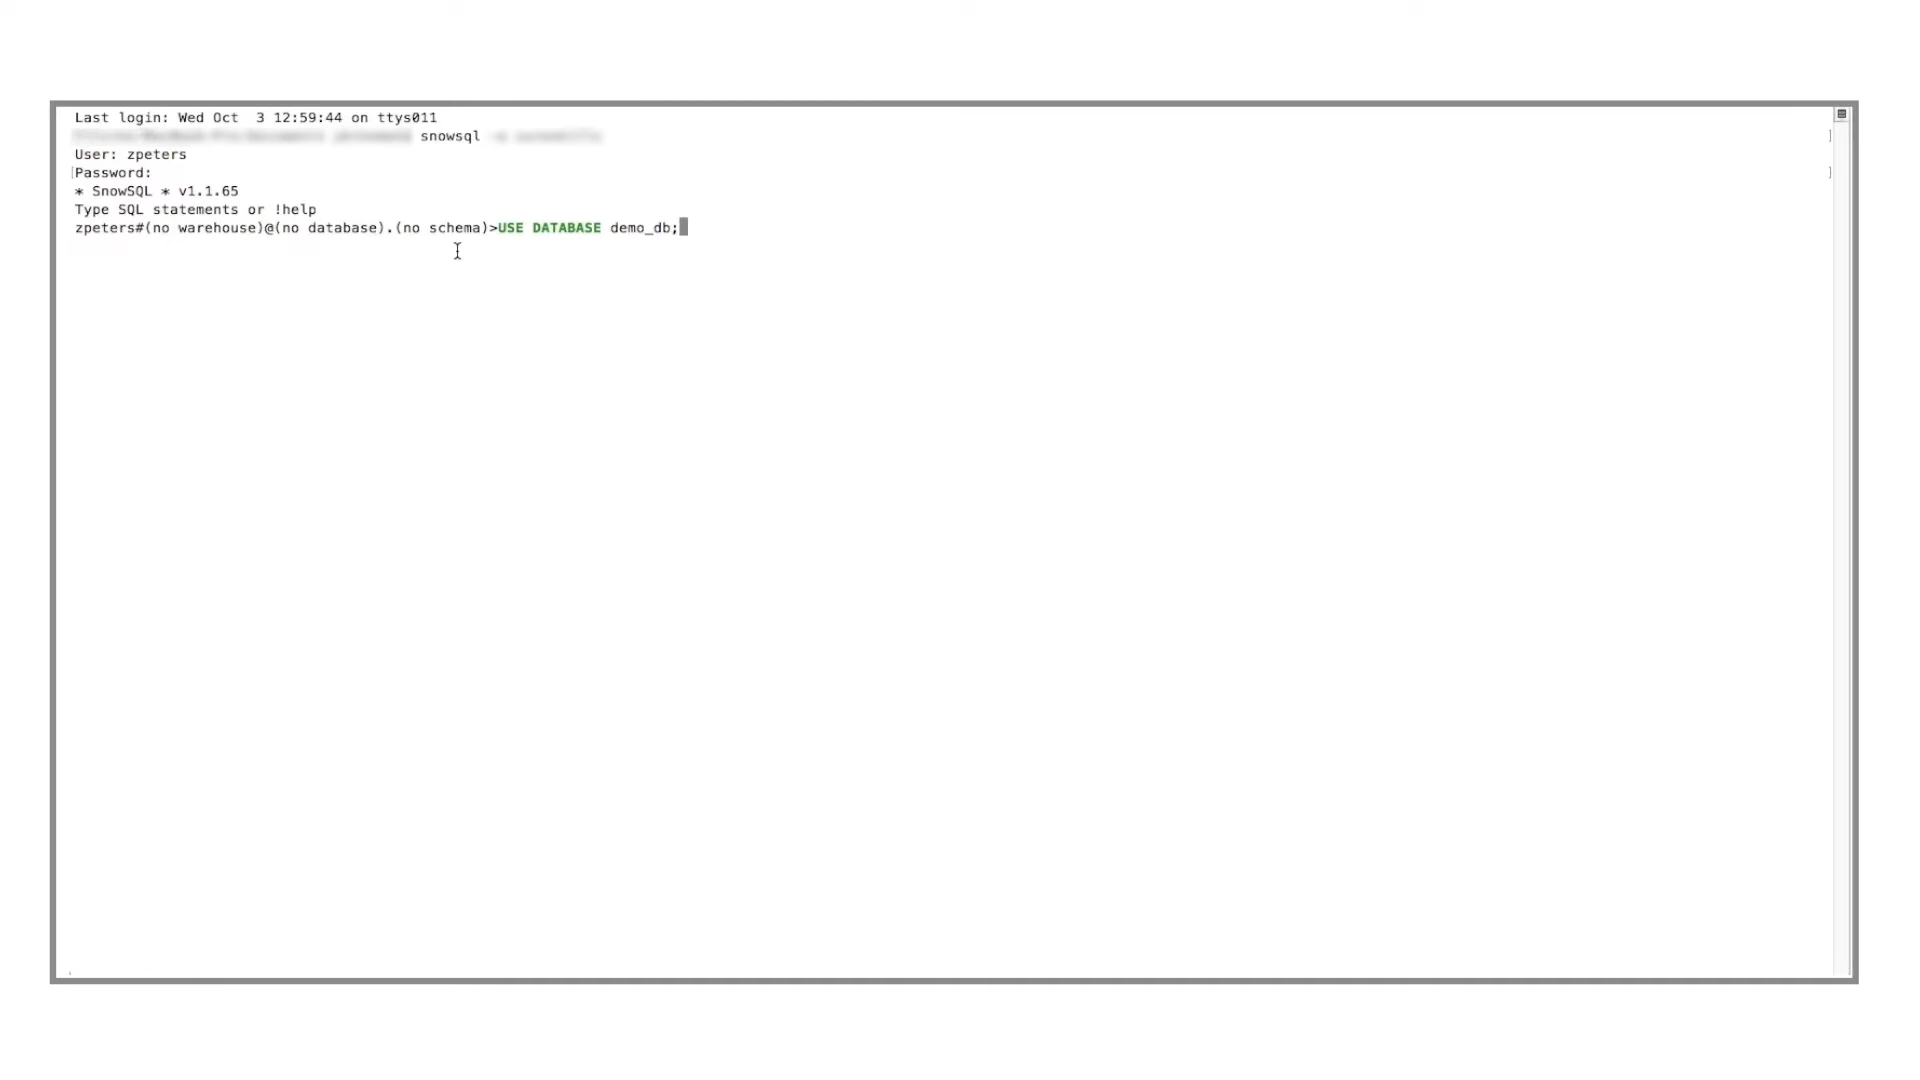 Last login: Wed Oct  3 12:59:44 on ttys011
snowsql
User: zpeters
Password:
* SnowSQL * v1.1.65
Type SQL statements or !help
zpeters#(no warehouse)@(no database).(no schema)>USE DATABASE demo_db;